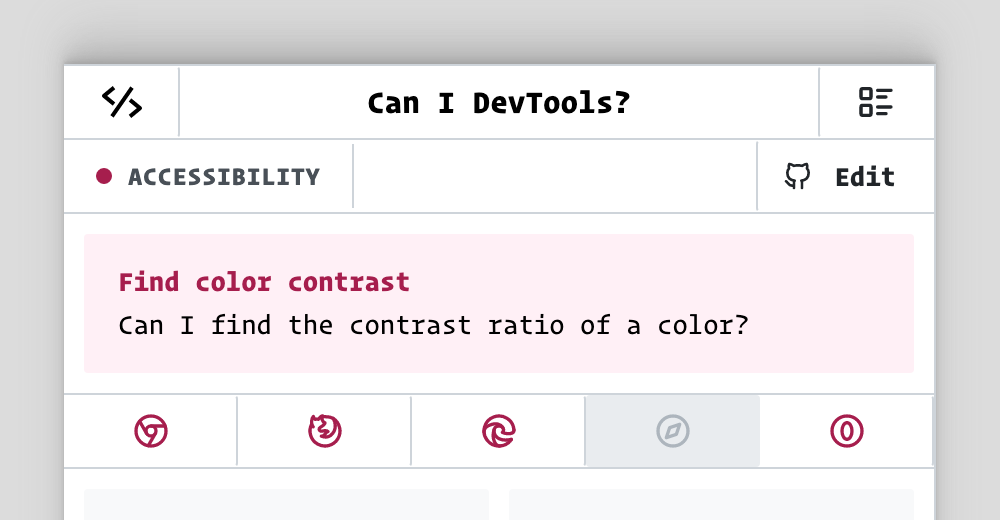 Can I DevTools?
ACCESSIBILITY
Edit
Find color contrast
Can I find the contrast ratio of a color?